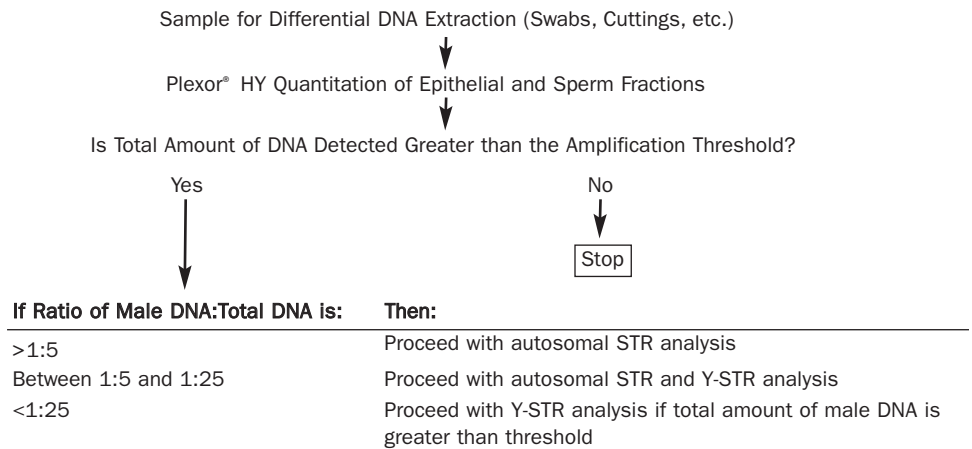 Sample for Differential DNA Extraction (Swabs, Cuttings, etc.)
Plexor® HY Quantitation of Epithelial and Sperm Fractions
Is Total Amount of DNA Detected Greater than the Amplification Threshold?
Yes No
Stop
If Ratio of Male DNA:Total DNA is: Then:
>1:5 Proceed with autosomal STR analysis
Between 1:5 and 1:25 Proceed with autosomal STR and Y-STR analysis
<1:25 Proceed with Y-STR analysis if total amount of male DNA is
greater than threshold